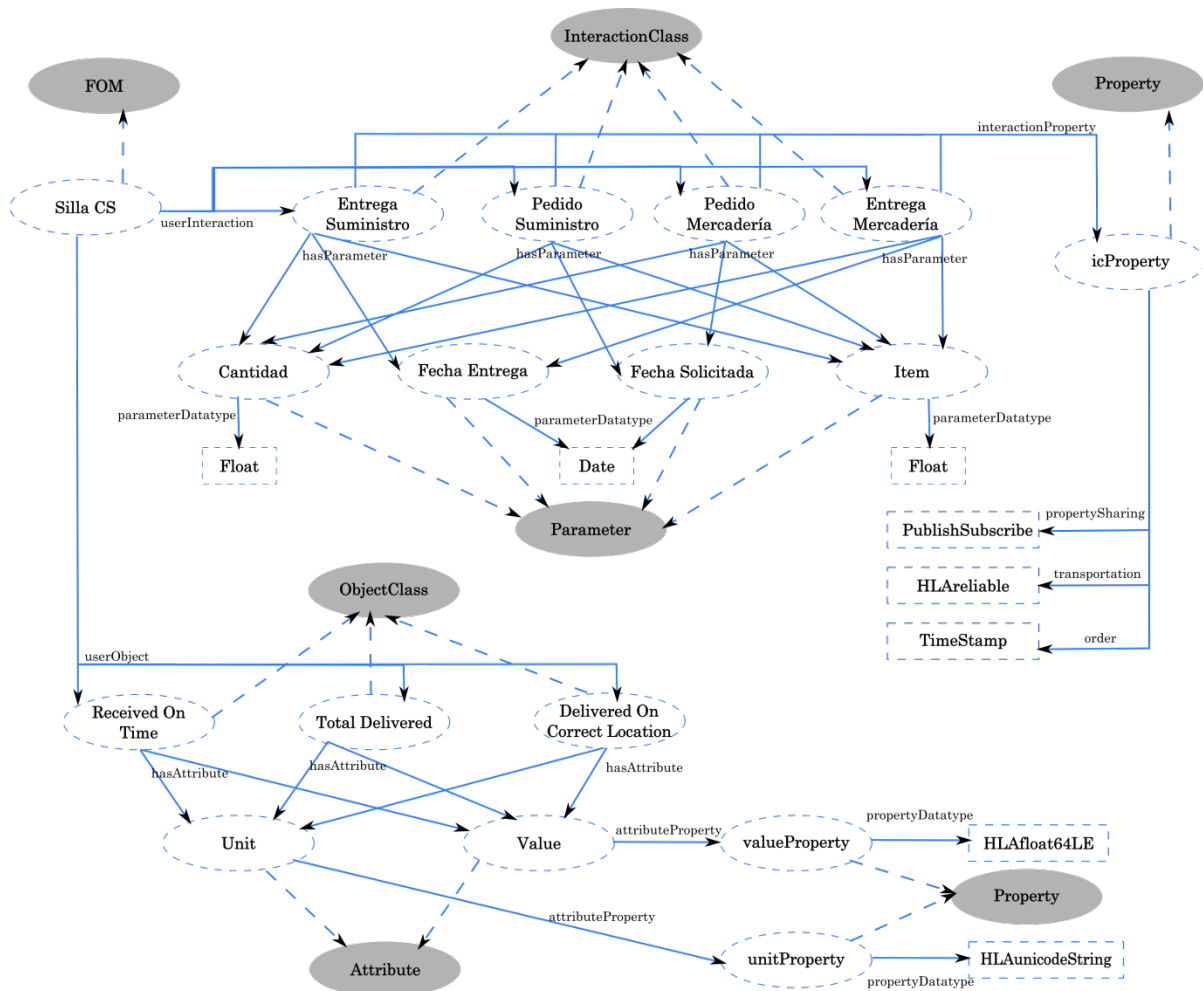 InteractionClass
FOM
Property
interactionProperty
Silla CS
userInteraction
Entrega
Suministro
Pedido
Suministro
Pedido
Mercadería
Entrega
Mercadería
icProperty
hasParameter
hasParameter
hasParameter
hasParameter
Cantidad
Fecha Entrega
Fecha Solicitada
Item
parameterDatatype
parameterDatatype
parameterDatatype
Float
Date
Float
Parameter
propertySharing
PublishSubscribe
transportation
HLAreliable
order
TimeStamp
ObjectClass
userObject
Received On
Time
Total Delivered
Delivered On
Correct Location
hasAttribute
hasAttribute
hasAttribute
Unit
Value
attributeProperty
valueProperty
propertyDatatype
HLAfloat64LE
Property
attributeProperty
unitProperty
propertyDatatype
HLAunicodeString
Attribute